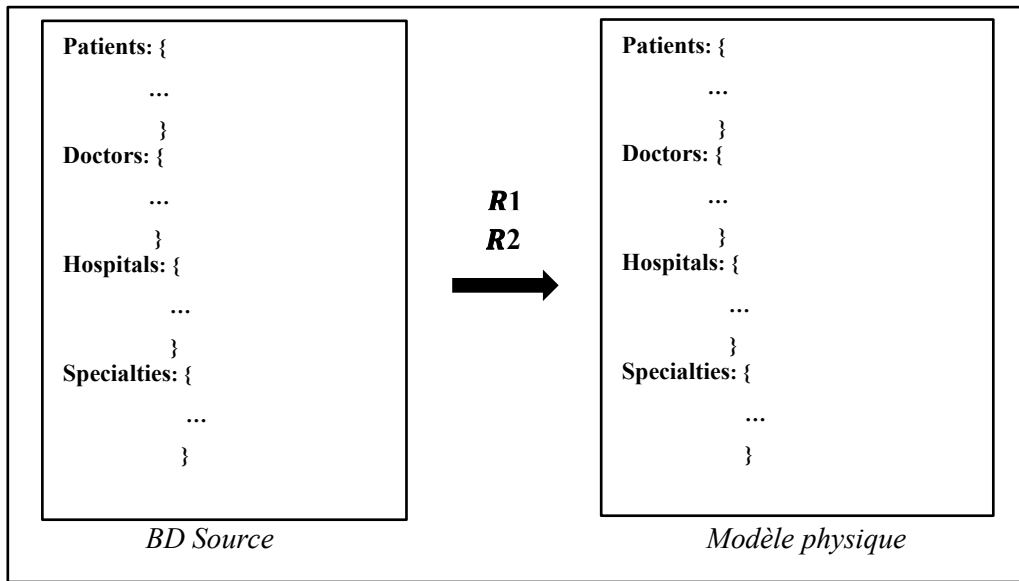 Patients: {
...
}
Doctors: {
...
}
Hospitals: {
...
}
Specialties: {
...
}
BD Source
R1
R2
Patients: {
...
}
Doctors: {
...
}
Hospitals: {
...
}
Specialties: {
...
}
Modèle physique